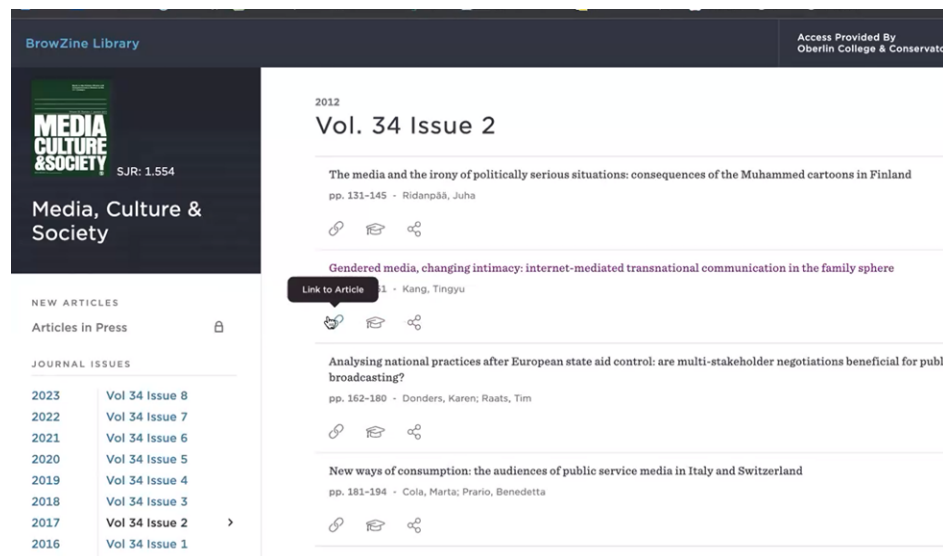 BrowZine Library
Access Provided By
Oberlin College & Conservato
MEDIA
CULTURE
&SOCIETY
SJR: 1.554
Media, Culture &
Society
NEW ARTICLES
Articles in Press
JOURNAL ISSUES
2023 Vol 34 Issue 8
2022 Vol 34 Issue 7
2021 Vol 34 Issue 6
2020 Vol 34 Issue 5
2019 Vol 34 Issue 4
2018 Vol 34 Issue 3
2017 Vol 34 Issue 2
2016 Vol 34 Issue 1
2012
Vol. 34 Issue 2
The media and the irony of politically serious situations: consequences of the Muhammed cartoons in Finland
pp. 131–145 • Ridanpää, Juha
Gendered media, changing intimacy: internet-mediated transnational communication in the family sphere
Link to Article
61 • Kang, Tingyu
Analysing national practices after European state aid control: are multi-stakeholder negotiations beneficial for publ
broadcasting?
pp. 162–180 • Donders, Karen; Raats, Tim
New ways of consumption: the audiences of public service media in Italy and Switzerland
pp. 181–194 • Cola, Marta; Prario, Benedetta